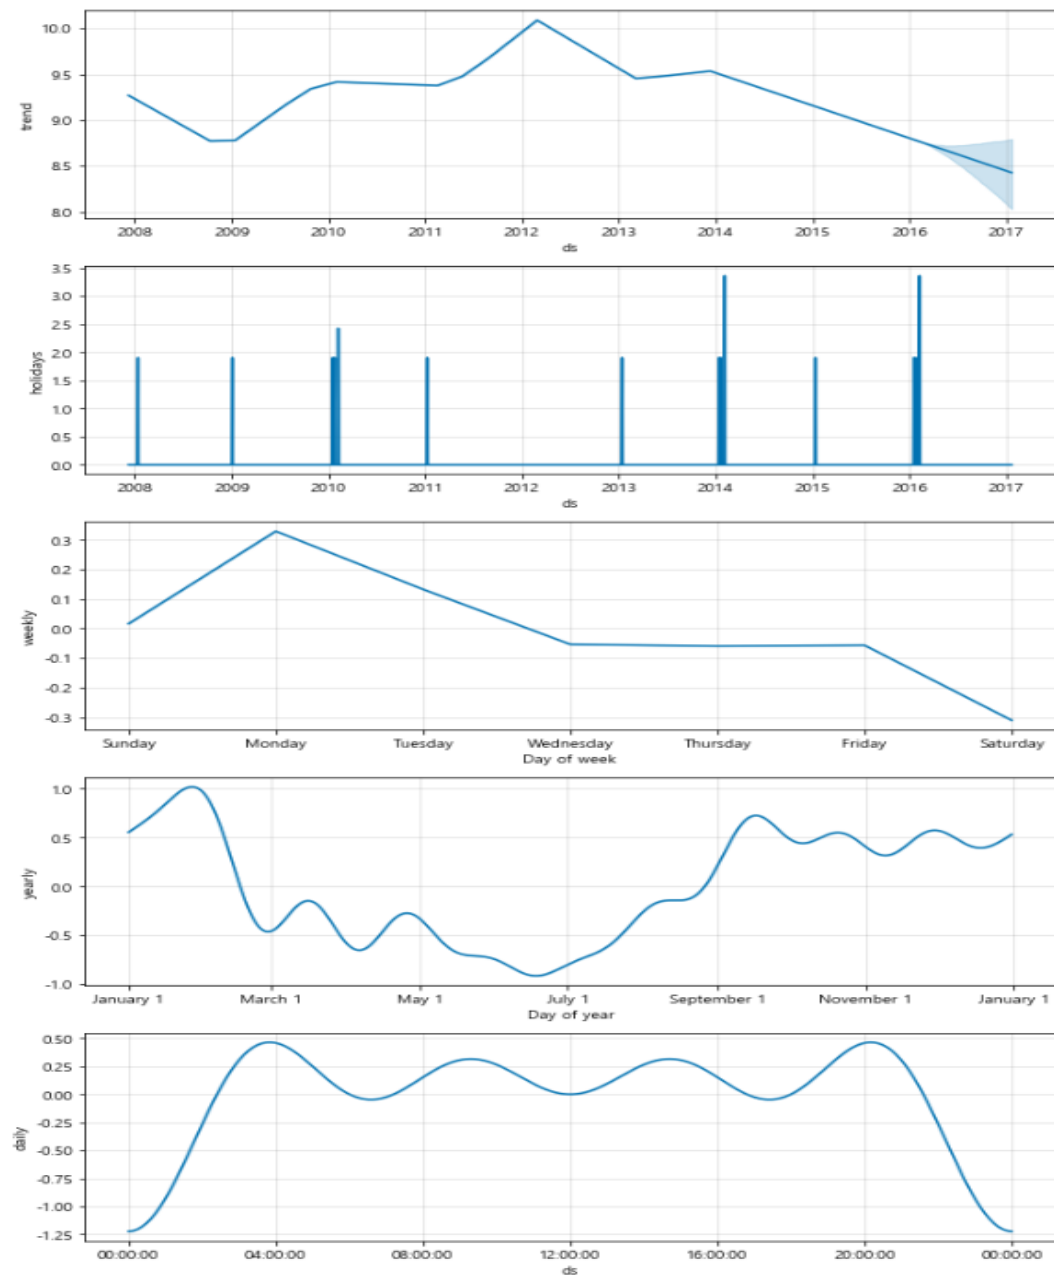 trend
10.0
9.5
9.0
8.5
8.0
2008 2009 2010 2011 2012 2013 2014 2015 2016 2017
ds
holidays
3.5
3.0
2.5
2.0
1.5
1.0
0.5
0.0
2008 2009 2010 2011 2012 2013 2014 2015 2016 2017
ds
weekly
0.3
0.2
0.1
0.0
-0.1
-0.2
-0.3
Sunday Monday Tuesday Wednesday Thursday Friday Saturday
Day of week
yearly
1.0
0.5
0.0
-0.5
-1.0
January 1 March 1 May 1 July 1 September 1 November 1 January 1
Day of year
daily
0.50
0.25
0.00
-0.25
-0.50
-0.75
-1.00
-1.25
00:00:00 04:00:00 08:00:00 12:00:00 16:00:00 20:00:00 00:00:00
ds